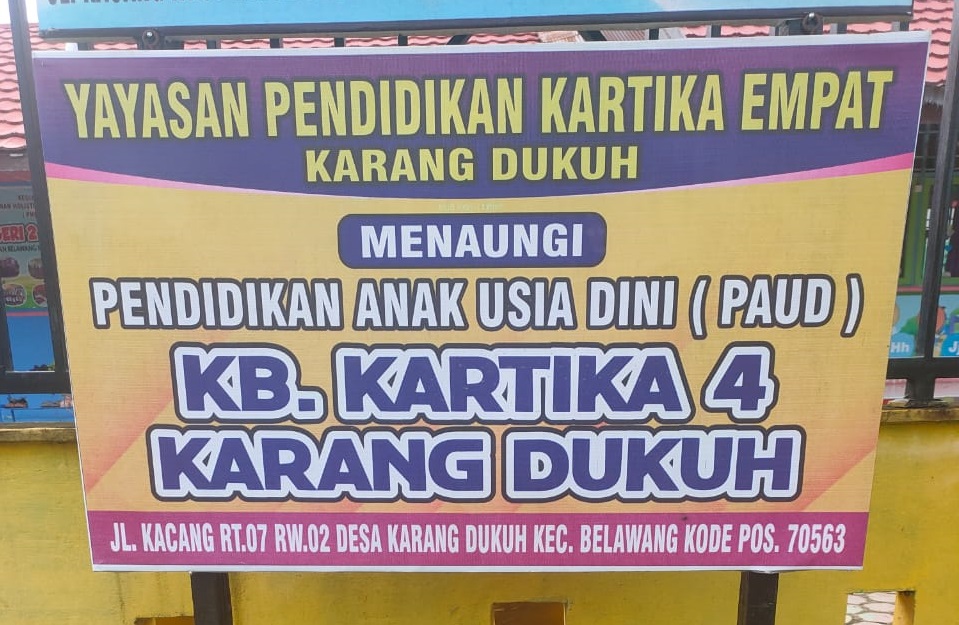 YAYASAN PENDIDIKAN KARTIKA EMPAT
KARANG DUKUH
MENAUNGI
PENDIDIKAN ANAK USIA DINI ( PAUD )
KB. KARTIKA 4
KARANG DUKUH
JL. KACANG RT.07 RW.02 DESA KARANG DUKUH KEC. BELAWANG KODE POS. 70563
Hh